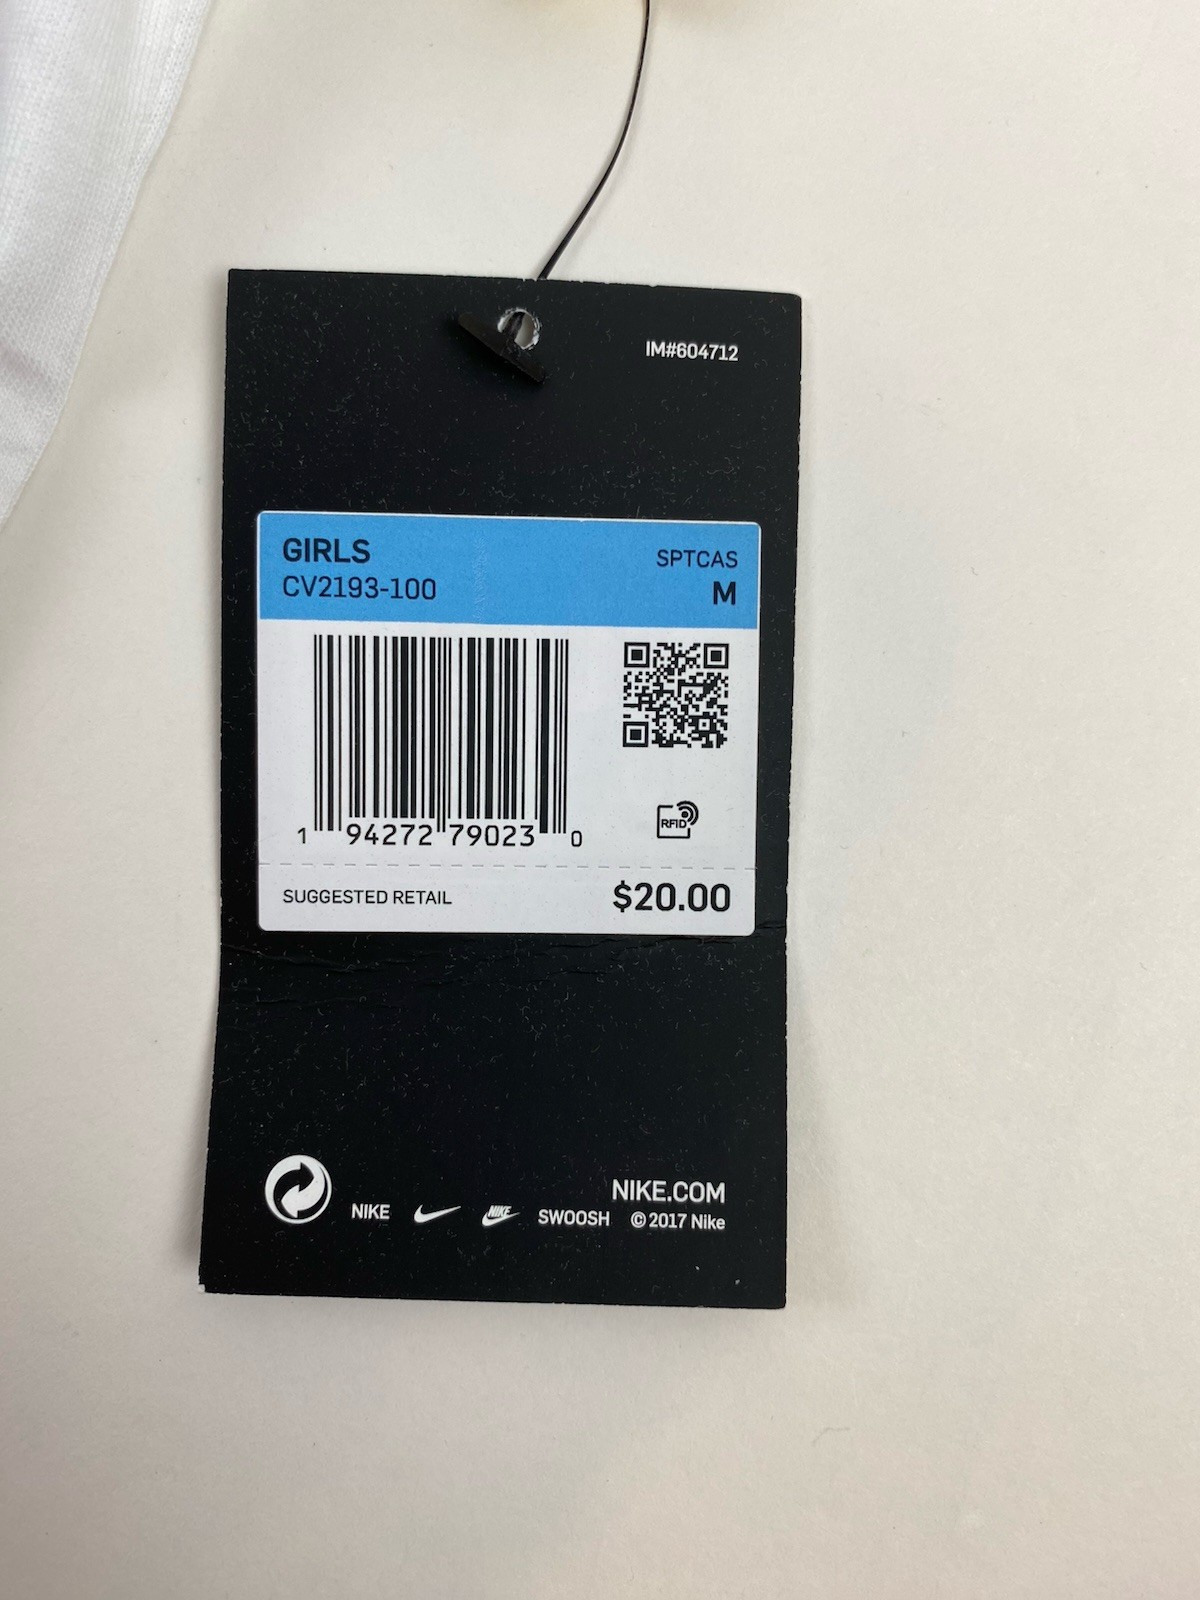 IM#604712
GIRLS
SPTCAS
CV2193-100
M
1 94272 79023 0
RFID
SUGGESTED RETAIL
$20.00
NIKE.COM
NIKE NIKE SWOOSH © 2017 Nike